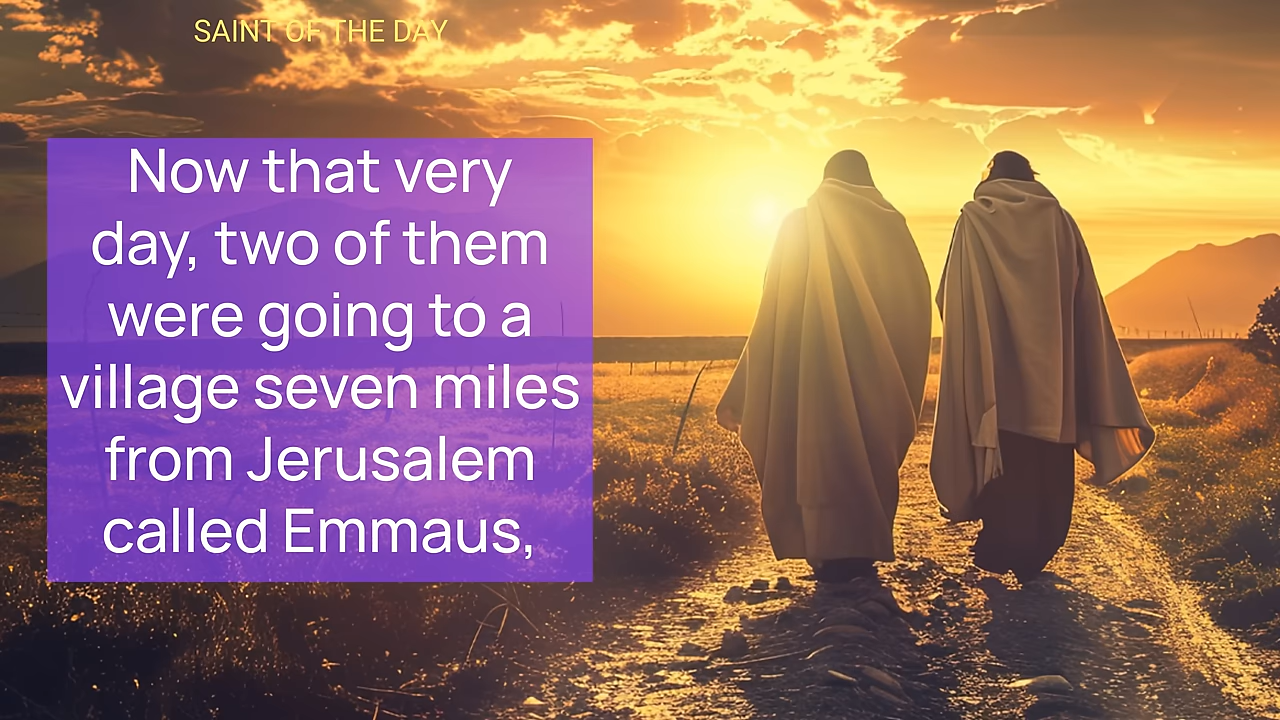 SAINT OF THE DAY
Now that very
day, two of them
were going to a
village seven miles
from Jerusalem
called Emmaus,